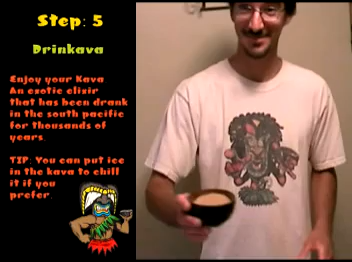 Step: 5
Drinkava
Enjoy your Kava
An exotic elixir
that has been drank
in the south pacific
for thousands of
years.
TIP: You can put ice
in the kava to chill
it if you
prefer.